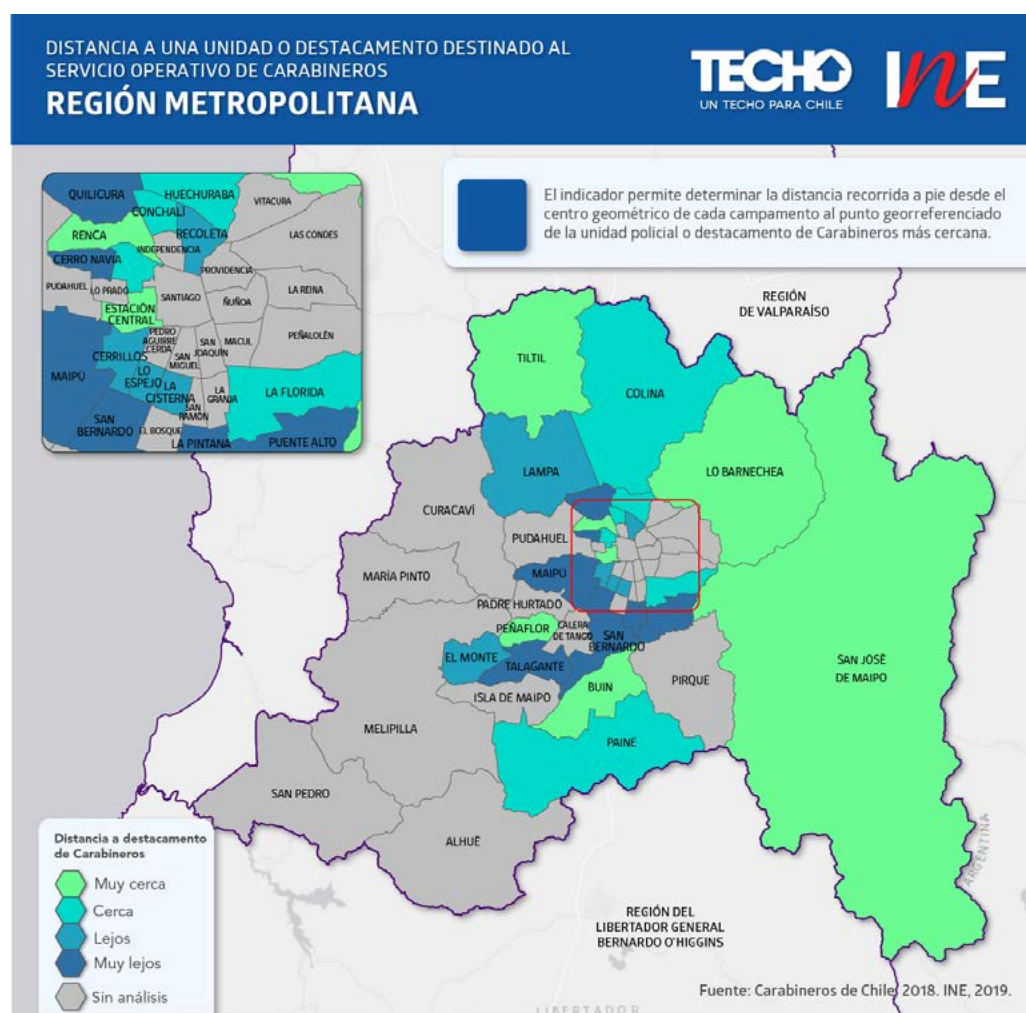 DISTANCIA A UNA UNIDAD O DESTACAMENTO DESTINADO AL
SERVICIO OPERATIVO DE CARABINEROS
REGIÓN METROPOLITANA
TECHO
UN TECHO PARA CHILE
INE
El indicador permite determinar la distancia recorrida a pie desde el
centro geométrico de cada campamento al punto georreferenciado
de la unidad policial o destacamento de Carabineros más cercana.
QUILICURA
HUECHURABA
VITACURA
CONCHALÍ
RENCA
RECOLETA
LAS CONDES
INDEPENDENCIA
CERRO NAVIA
PROVIDENCIA
PUDAHUEL
LO PRADO
SANTIAGO
LA REINA
ÑUÑOA
ESTACIÓN
CENTRAL
PEDRO
AGUIRRE
CERDA
SAN
JOAQUÍN
MACUL
PEÑALOLÉN
CERRILLOS
SAN
MIGUEL
MAIPÚ
LO
ESPEJO
LA
CISTERNA
LA
GRANJA
LA FLORIDA
SAN
RAMÓN
SAN
BERNARDO
EL BOSQUE
LA PINTANA
PUENTE ALTO
REGIÓN
DE VALPARAÍSO
TILTIL
COLINA
LAMPA
LO BARNECHEA
CURACAVÍ
PUDAHUEL
MAIPÚ
MARÍA PINTO
PADRE HURTADO
PEÑAFLOR
CALERA
DE TANGO
SAN
BERNARDO
EL MONTE
TALAGANTE
SAN JOSÉ
DE MAIPO
BUIN
PIRQUE
ISLA DE MAIPO
MELIPILLA
PAINE
SAN PEDRO
ALHUÉ
ARGENTINA
Distancia a destacamento
de Carabineros
Muy cerca
Cerca
Lejos
Muy lejos
Sin análisis
REGIÓN DEL
LIBERTADOR GENERAL
BERNARDO O'HIGGINS
Fuente: Carabineros de Chile, 2018. INE, 2019.
LIBERTADOR